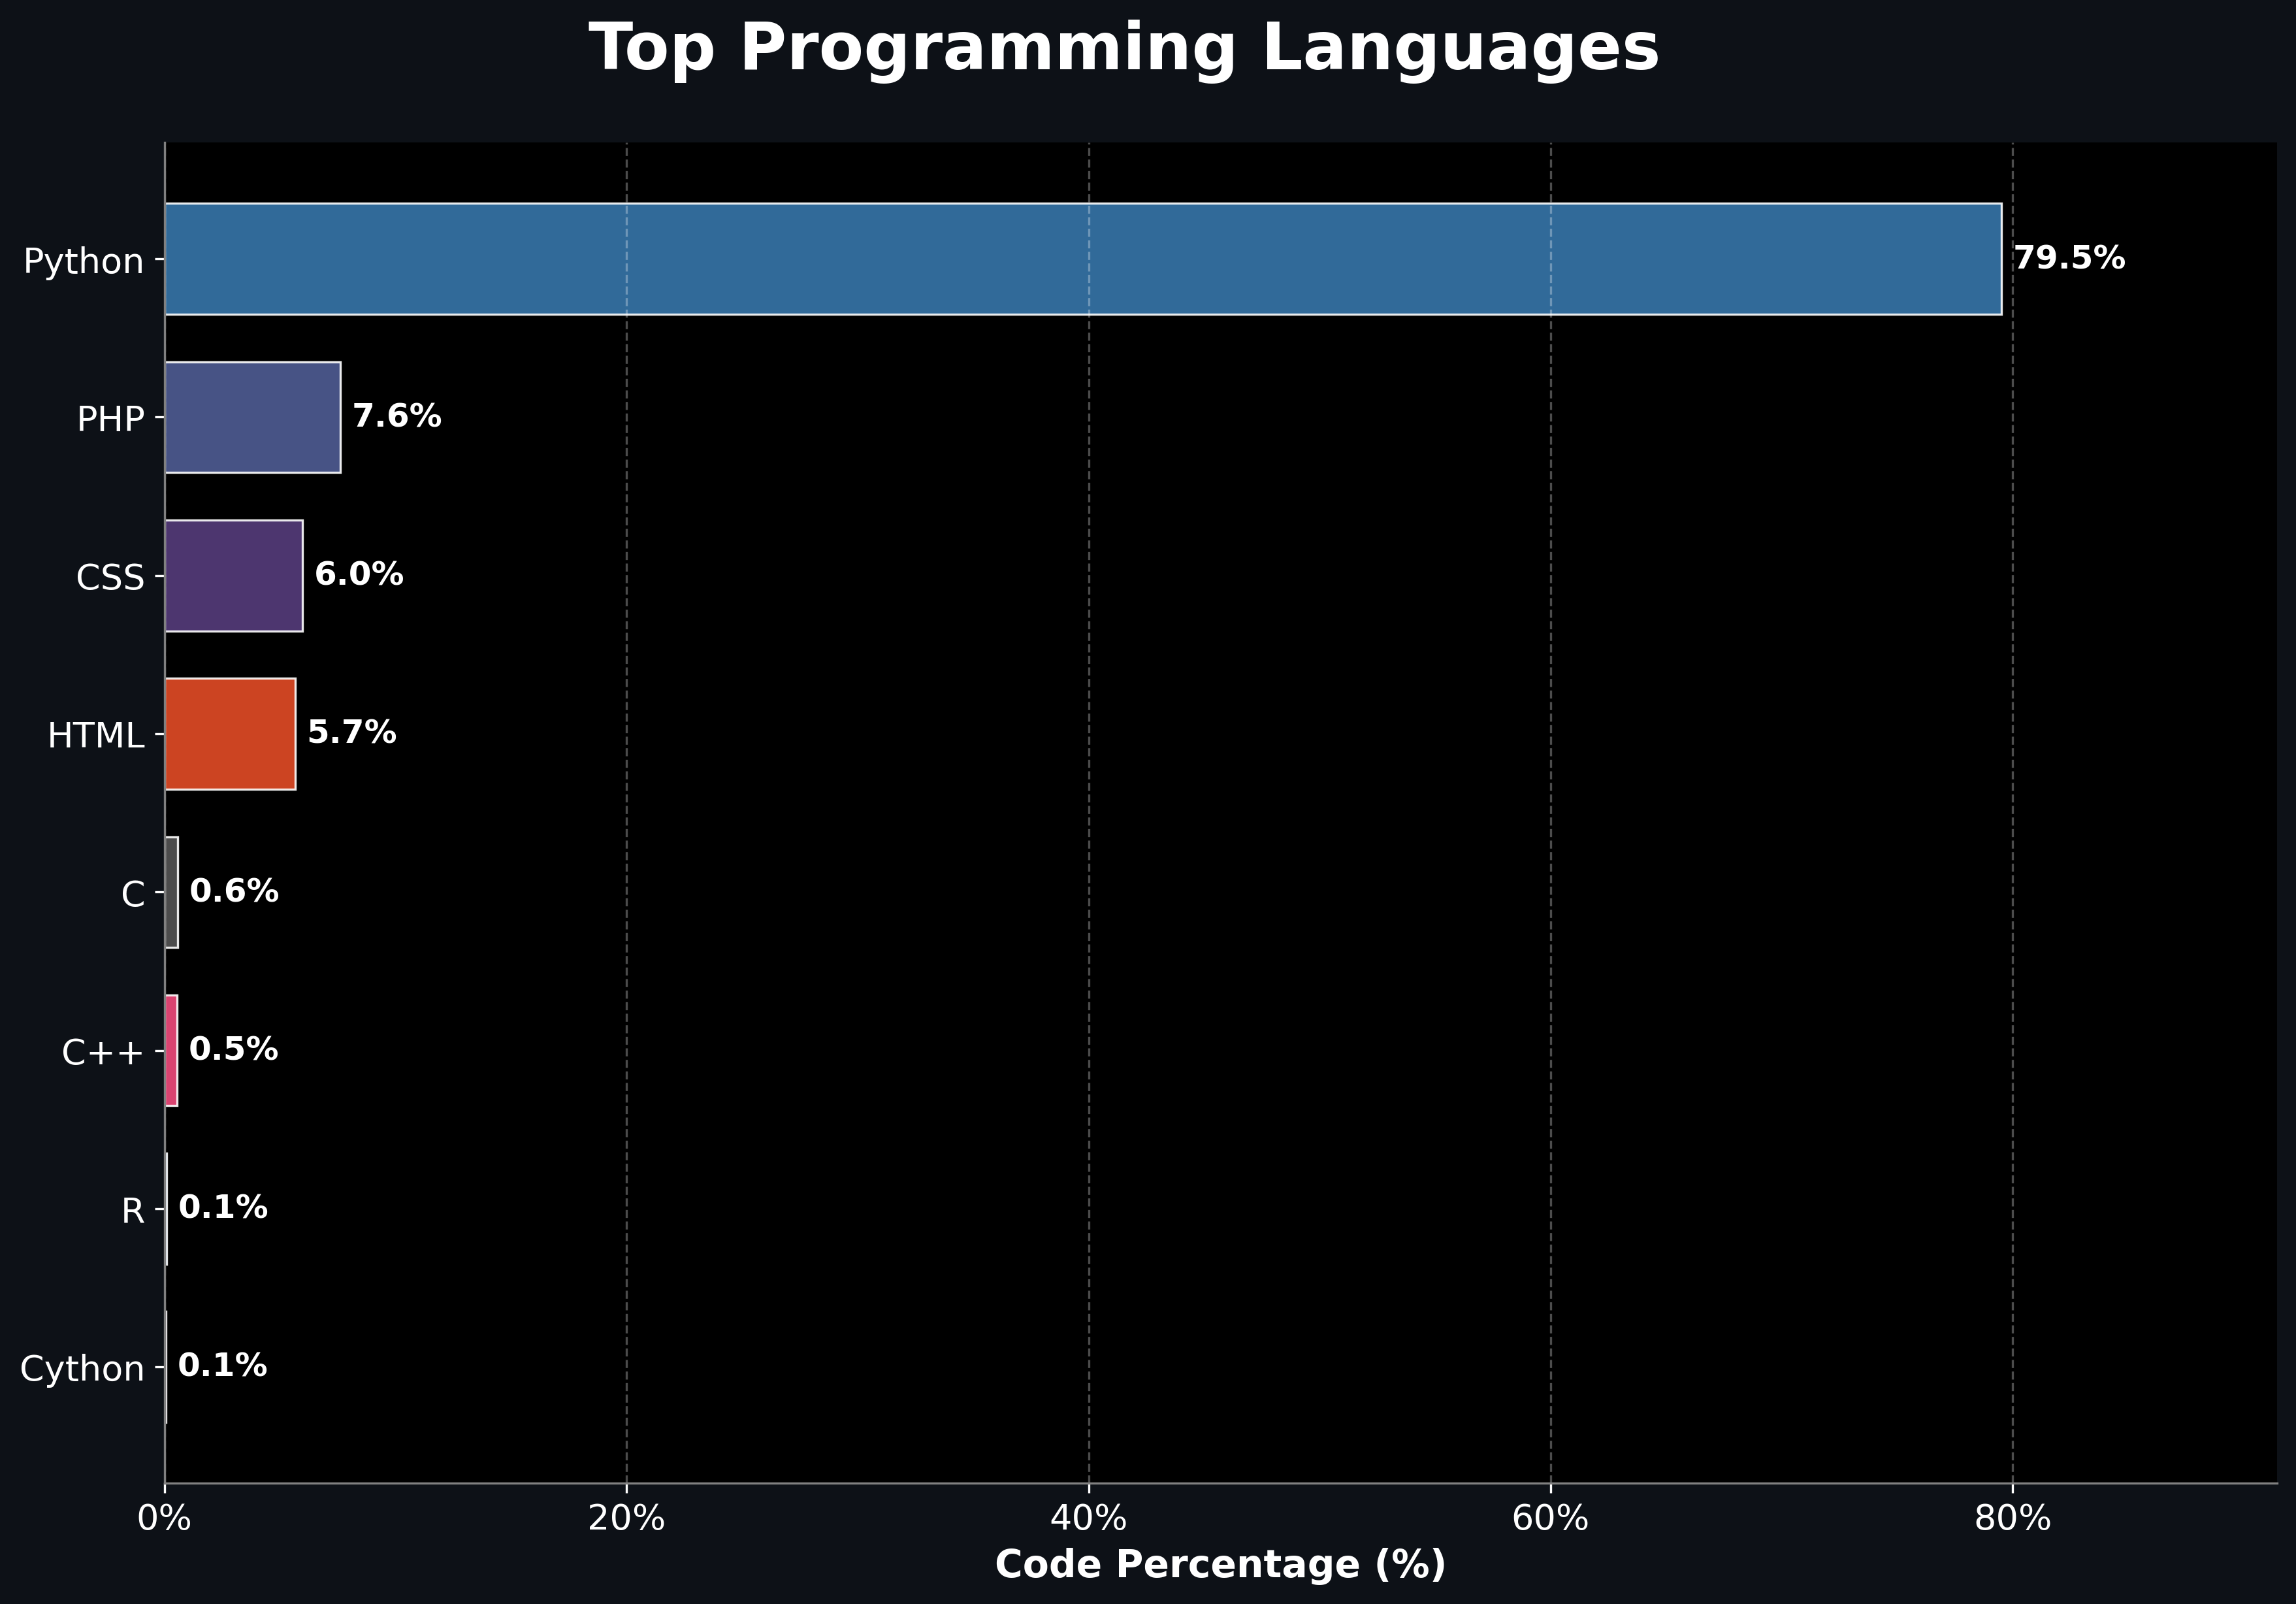 Top Programming Languages
Python 79.5%
PHP 7.6%
CSS 6.0%
HTML 5.7%
C 0.6%
C++ 0.5%
R 0.1%
Cython 0.1%
0% 20% 40% 60% 80%
Code Percentage (%)